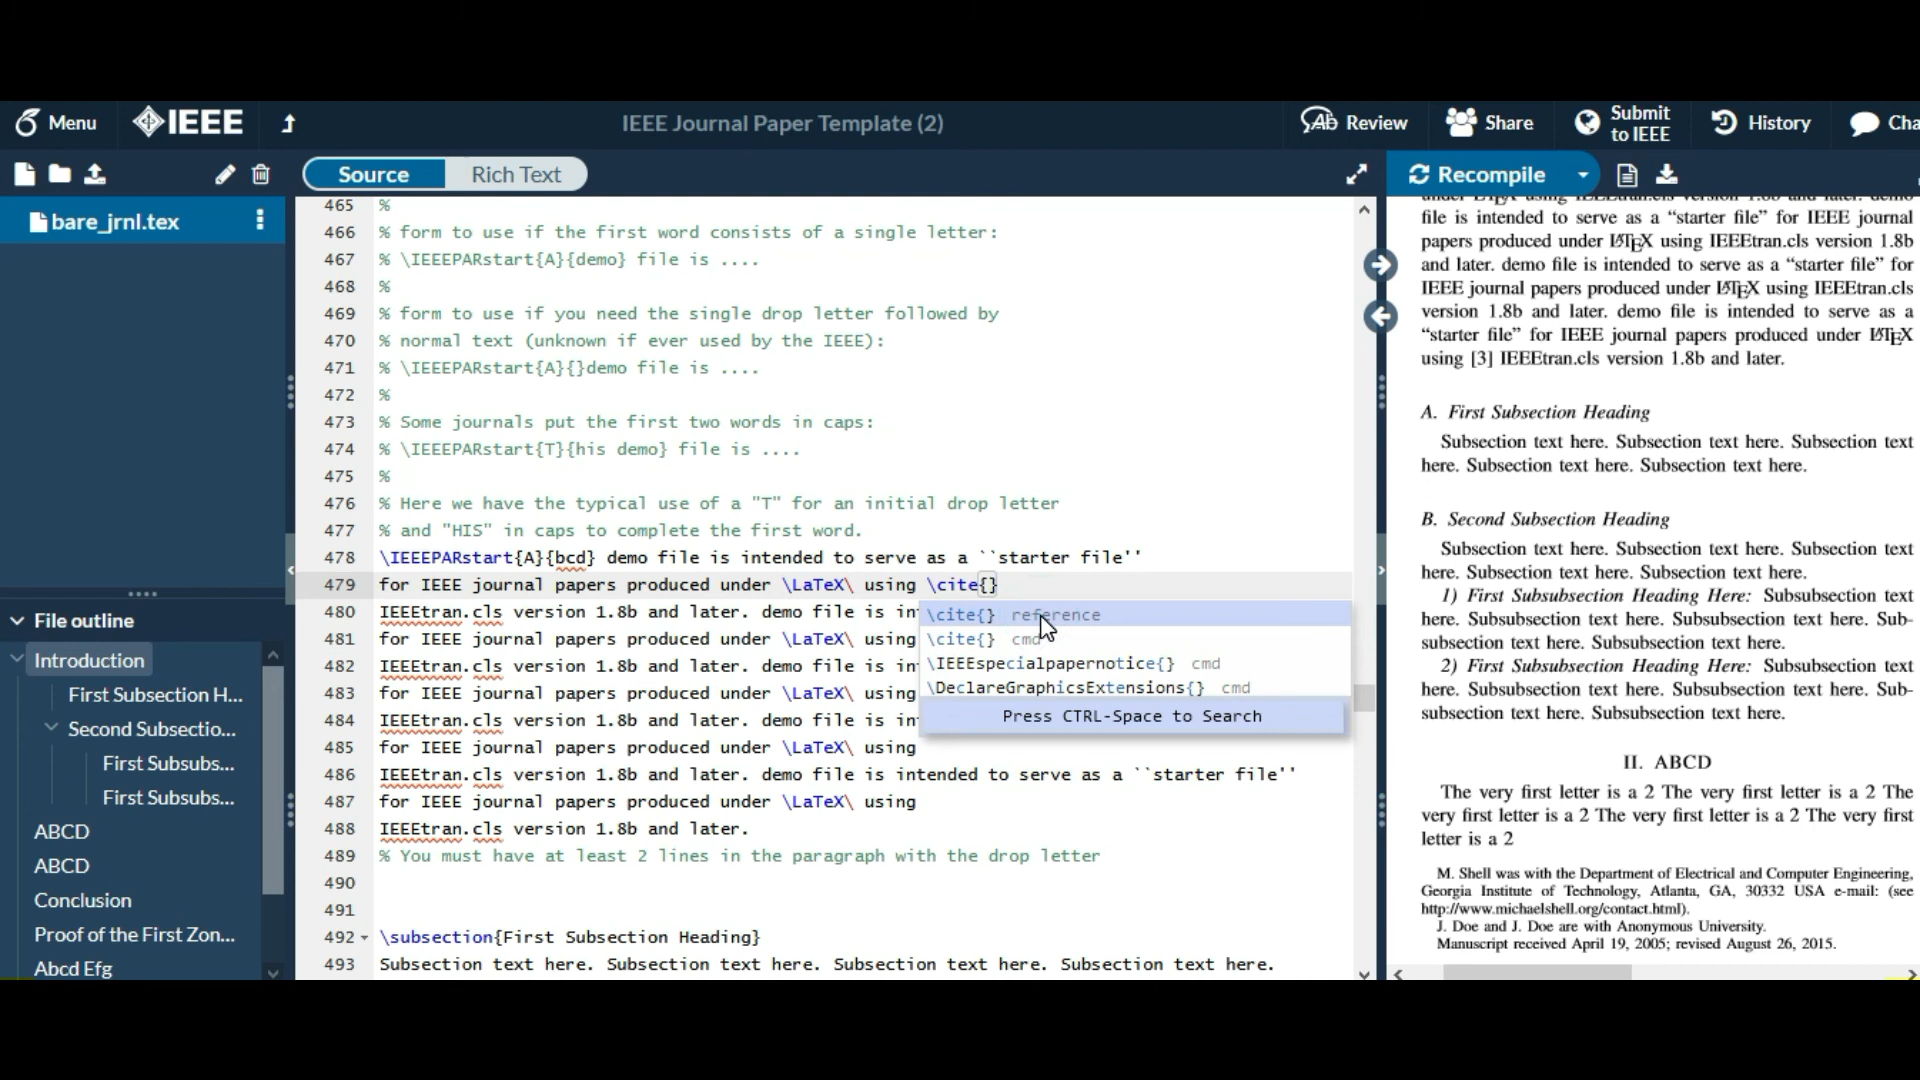 Menu
IEEE
IEEE Journal Paper Template (2)
Review
Share
Submit
to IEEE
History
Cha
Source
Rich Text
Recompile
bare_jrnl.tex
File outline
Introduction
First Subsection H...
Second Subsectio...
First Subsubs...
First Subsubs...
ABCD
ABCD
Conclusion
Proof of the First Zon...
Abcd Efg
465 %
466 % form to use if the first word consists of a single letter:
467 % \IEEEPARstart{A}{demo} file is ....
468 %
469 % form to use if you need the single drop letter followed by
470 % normal text (unknown if ever used by the IEEE):
471 % \IEEEPARstart{A}{}demo file is ....
472 %
473 % Some journals put the first two words in caps:
474 % \IEEEPARstart{T}{his demo} file is ....
475 %
476 % Here we have the typical use of a "T" for an initial drop letter
477 % and "HIS" in caps to complete the first word.
478 \IEEEPARstart{A}{bcd} demo file is intended to serve as a ``starter file''
479 for IEEE journal papers produced under \LaTeX\ using \cite{}
480 IEEEtran.cls version 1.8b and later. demo file is in
481 for IEEE journal papers produced under \LaTeX\ using
482 IEEEtran.cls version 1.8b and later. demo file is in
483 for IEEE journal papers produced under \LaTeX\ using
484 IEEEtran.cls version 1.8b and later. demo file is in
485 for IEEE journal papers produced under \LaTeX\ using
486 IEEEtran.cls version 1.8b and later. demo file is intended to serve as a ``starter file''
487 for IEEE journal papers produced under \LaTeX\ using
488 IEEEtran.cls version 1.8b and later.
489 % You must have at least 2 lines in the paragraph with the drop letter
490
491
492 \subsection{First Subsection Heading}
493 Subsection text here. Subsection text here. Subsection text here. Subsection text here.
\cite{} reference
\cite{} cmd
\IEEEspecialpapernotice{} cmd
\DeclareGraphicsExtensions{} cmd
Press CTRL-Space to Search
under LATEX using IEEEtran.cls version 1.8b and later. demo
file is intended to serve as a “starter file” for IEEE journal
papers produced under LATEX using IEEEtran.cls version 1.8b
and later. demo file is intended to serve as a “starter file” for
IEEE journal papers produced under LATEX using IEEEtran.cls
version 1.8b and later. demo file is intended to serve as a
“starter file” for IEEE journal papers produced under LATEX
using [3] IEEEtran.cls version 1.8b and later.
A. First Subsection Heading
Subsection text here. Subsection text here. Subsection text
here. Subsection text here. Subsection text here.
B. Second Subsection Heading
Subsection text here. Subsection text here. Subsection text
here. Subsection text here. Subsection text here.
1) First Subsubsection Heading Here: Subsubsection text
here. Subsubsection text here. Subsubsection text here. Sub-
subsection text here. Subsubsection text here.
2) First Subsubsection Heading Here: Subsubsection text
here. Subsubsection text here. Subsubsection text here. Sub-
subsection text here. Subsubsection text here.
II. ABCD
The very first letter is a 2 The very first letter is a 2 The
very first letter is a 2 The very first letter is a 2 The very first
letter is a 2
M. Shell was with the Department of Electrical and Computer Engineering,
Georgia Institute of Technology, Atlanta, GA, 30332 USA e-mail: (see
http://www.michaelshell.org/contact.html).
J. Doe and J. Doe are with Anonymous University.
Manuscript received April 19, 2005; revised August 26, 2015.